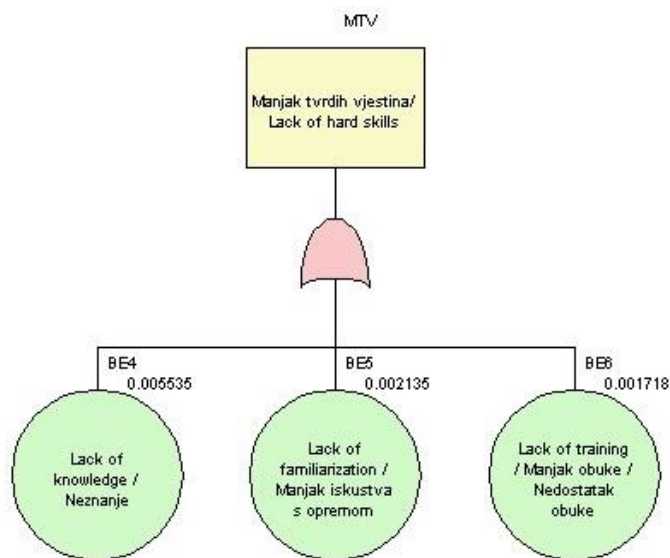 MTV
Manjak tvrdih vjestina/
Lack of hard skills
BE4
0.005535
BE5
0.002135
BE6
0.001718
Lack of
knowledge /
Neznanje
Lack of
familiarization /
Manjak iskustva
s opremom
Lack of training
/ Manjak obuke /
Nedostatak
obuke